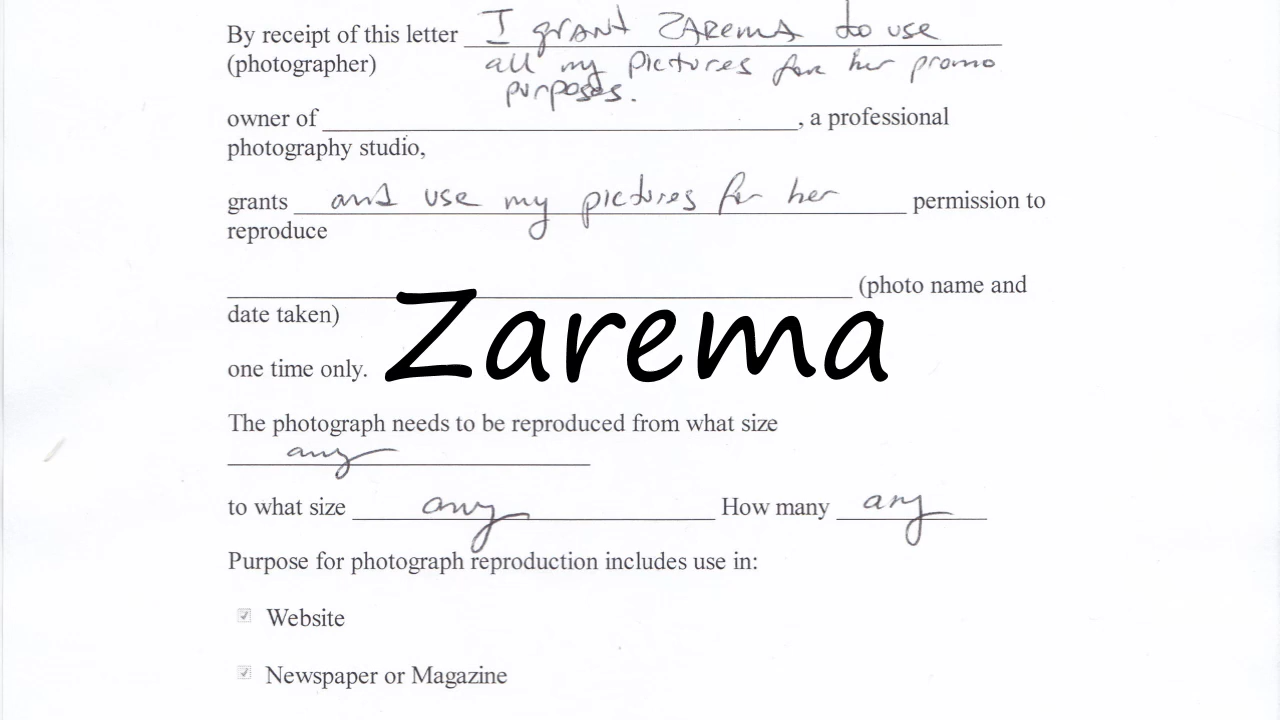 By receipt of this letter I grant ZAREMA to use
(photographer) all my pictures for her promo
purposes.
owner of , a professional
photography studio,
grants and use my pictures for her permission to
reproduce
(photo name and
date taken)
Zarema
one time only.
The photograph needs to be reproduced from what size
any
to what size any How many any
Purpose for photograph reproduction includes use in:
Website
Newspaper or Magazine